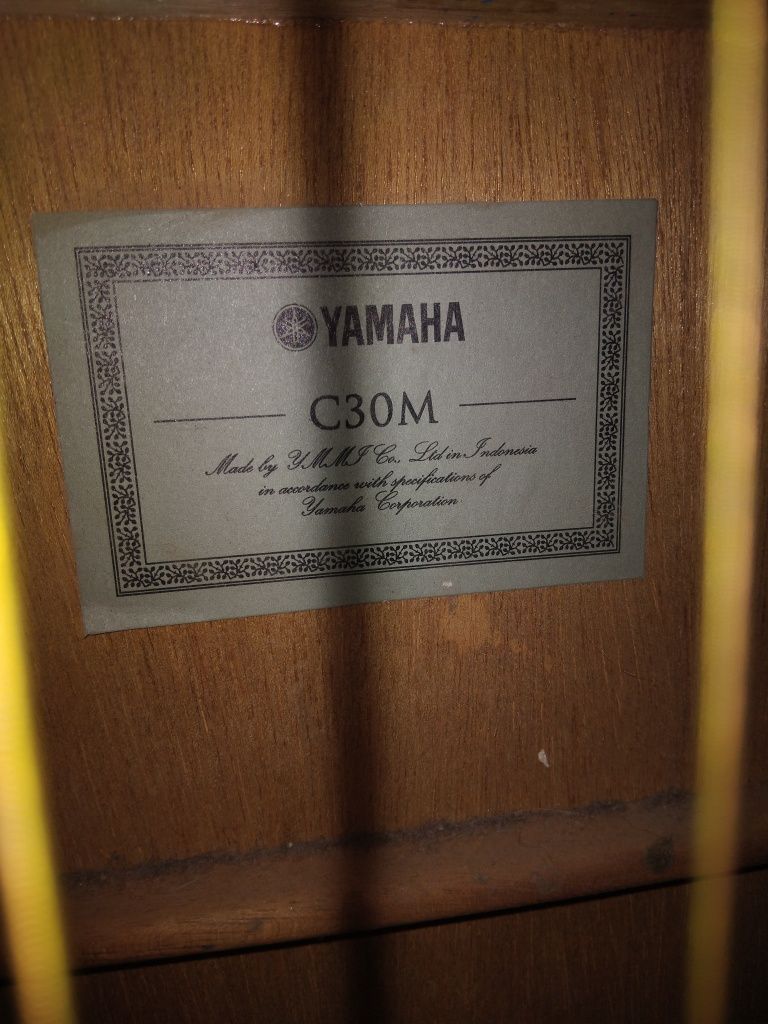 YAMAHA
C30M
Made by YMMI Co., Ltd in Indonesia
in accordance with specifications of
Yamaha Corporation